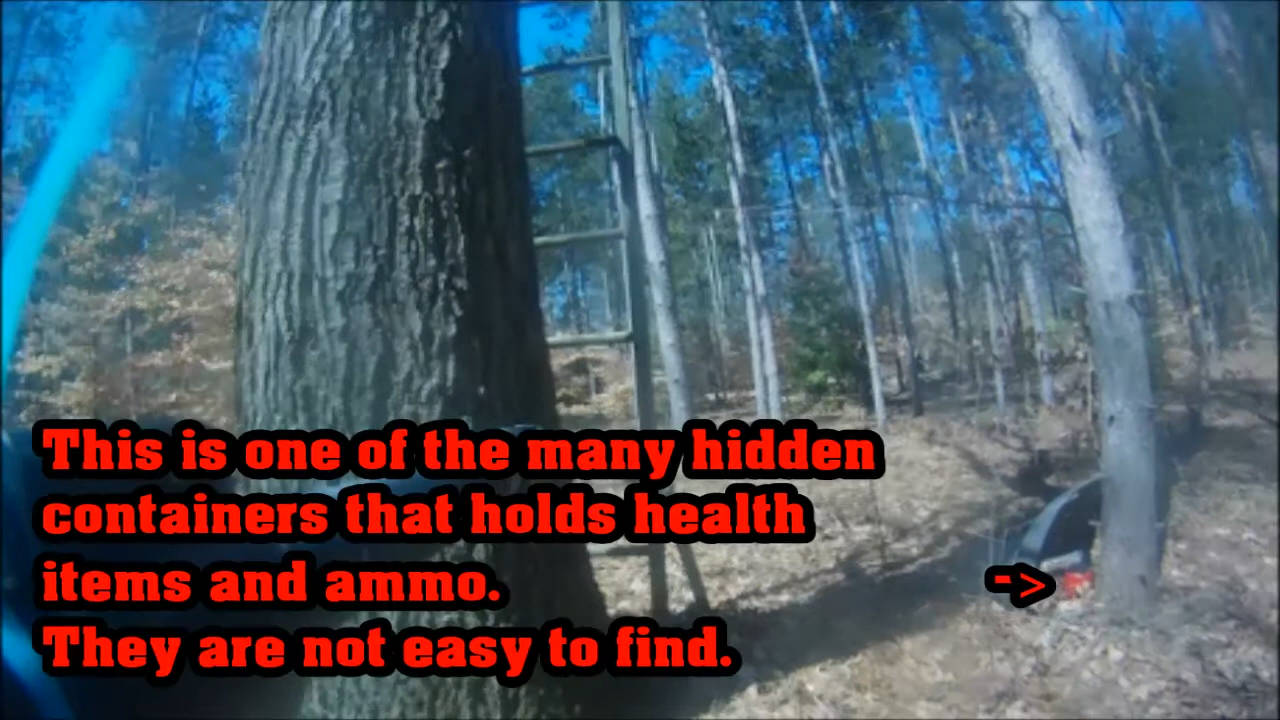 This is one of the many hidden
containers that holds health
items and ammo.
->
They are not easy to find.